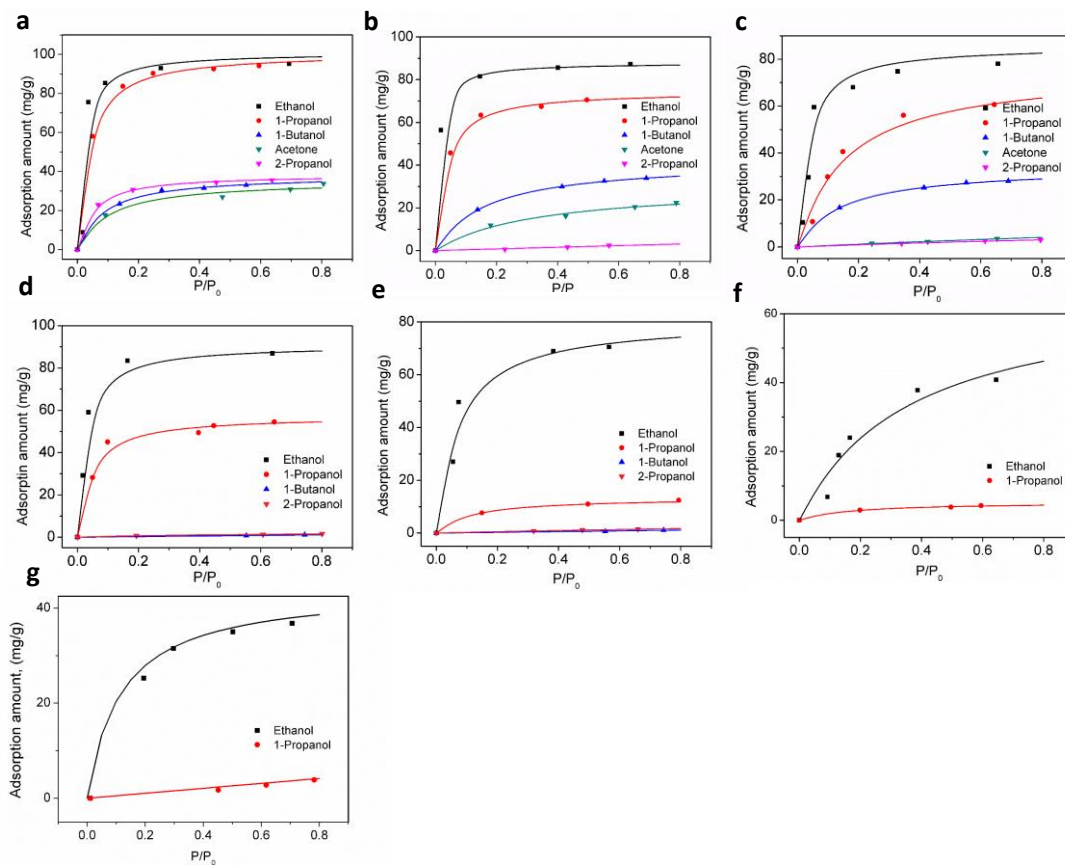 a
Adsorption amount (mg/g)
100
80
60
40
20
0
0.0 0.2 0.4 0.6 0.8
P/P0
Ethanol
1-Propanol
1-Butanol
Acetone
2-Propanol
b
Adsorption amount (mg/g)
100
80
60
40
20
0
0.0 0.2 0.4 0.6 0.8
P/P
Ethanol
1-Propanol
1-Butanol
Acetone
2-Propanol
c
Adsorption amount (mg/g)
80
60
40
20
0
0.0 0.2 0.4 0.6 0.8
P/P0
Ethanol
1-Propanol
1-Butanol
Acetone
2-Propanol
d
Adsorptin amount (mg/g)
100
80
60
40
20
0
0.0 0.2 0.4 0.6 0.8
P/P0
Ethanol
1-Propanol
1-Butanol
2-Propanol
e
Adsorption amount (mg/g)
80
60
40
20
0
0.0 0.2 0.4 0.6 0.8
P/P0
Ethanol
1-Propanol
1-Butanol
2-Propanol
f
Adsorption amount (mg/g)
60
40
20
0
0.0 0.2 0.4 0.6 0.8
P/P0
Ethanol
1-Propanol
g
Adsorption amount, (mg/g)
40
20
0
0.0 0.2 0.4 0.6 0.8
P/P0
Ethanol
1-Propanol